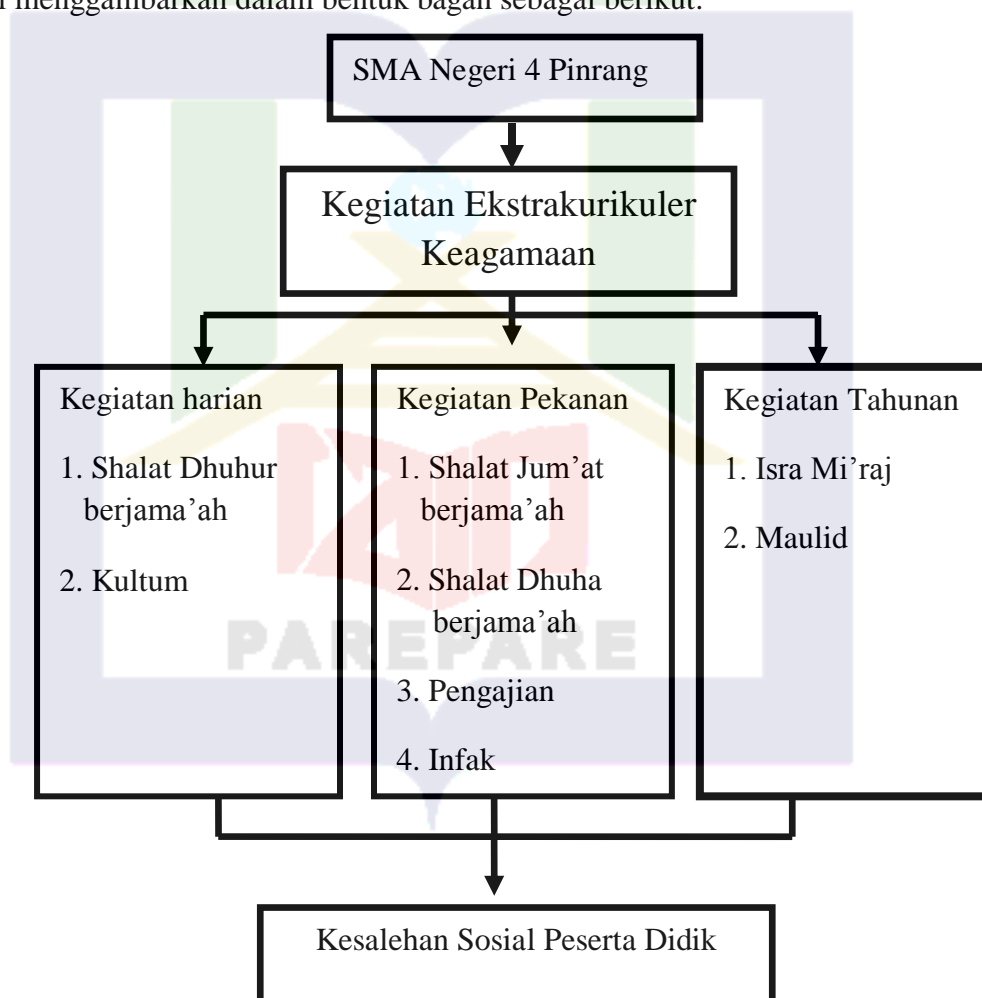 menggambarkan dalam bentuk bagan sebagai berikut:
SMA Negeri 4 Pinrang
Kegiatan Ekstrakurikuler
Keagamaan
Kegiatan harian
1. Shalat Dhuhur
berjama’ah
2. Kultum
Kegiatan Pekanan
1. Shalat Jum’at
berjama’ah
2. Shalat Dhuha
berjama’ah
3. Pengajian
4. Infak
Kegiatan Tahunan
1. Isra Mi’raj
2. Maulid
PAREPARE
Kesalehan Sosial Peserta Didik